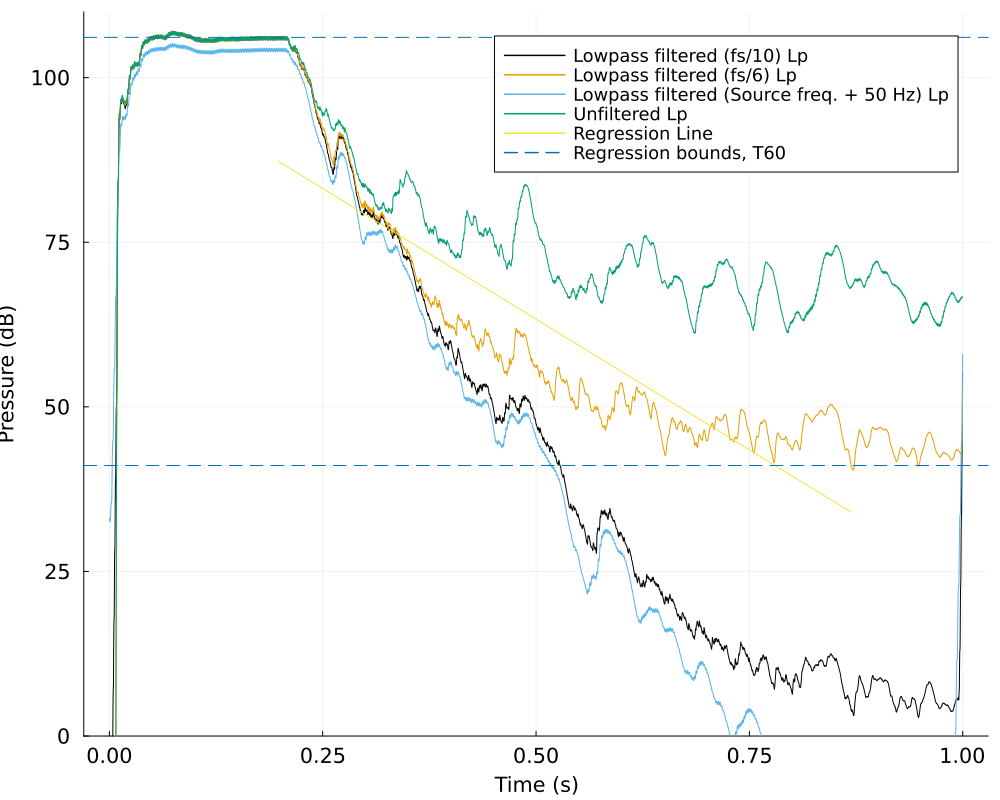 100
75
50
25
0
Pressure (dB)
Lowpass filtered (fs/10) Lp
Lowpass filtered (fs/6) Lp
Lowpass filtered (Source freq. + 50 Hz) Lp
Unfiltered Lp
Regression Line
Regression bounds, T60
0.00 0.25 0.50 0.75 1.00
Time (s)